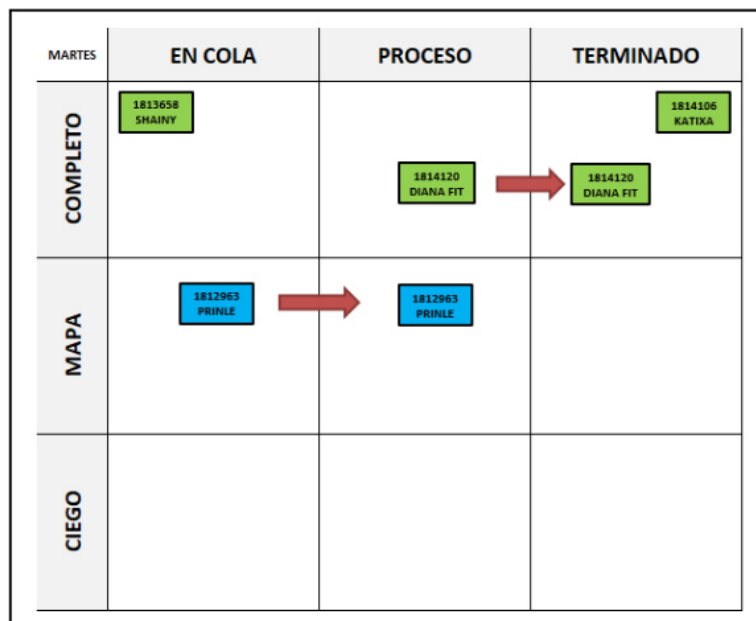 MARTES
EN COLA
PROCESO
TERMINADO
COMPLETO
1813658
SHAINY
1814106
KATIXA
1814120
DIANA FIT
1814120
DIANA FIT
MAPA
1812963
PRINLE
1812963
PRINLE
CIEGO